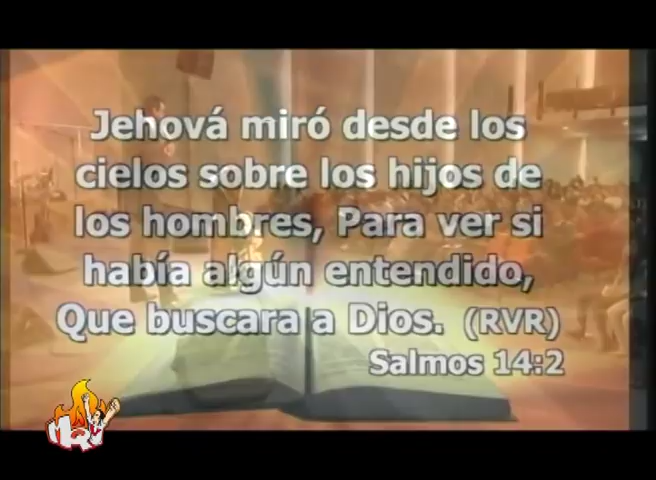 Jehová miró desde los
cielos sobre los hijos de
los hombres, Para ver si
había algún entendido,
Que buscara a Dios. (RVR)
Salmos 14:2